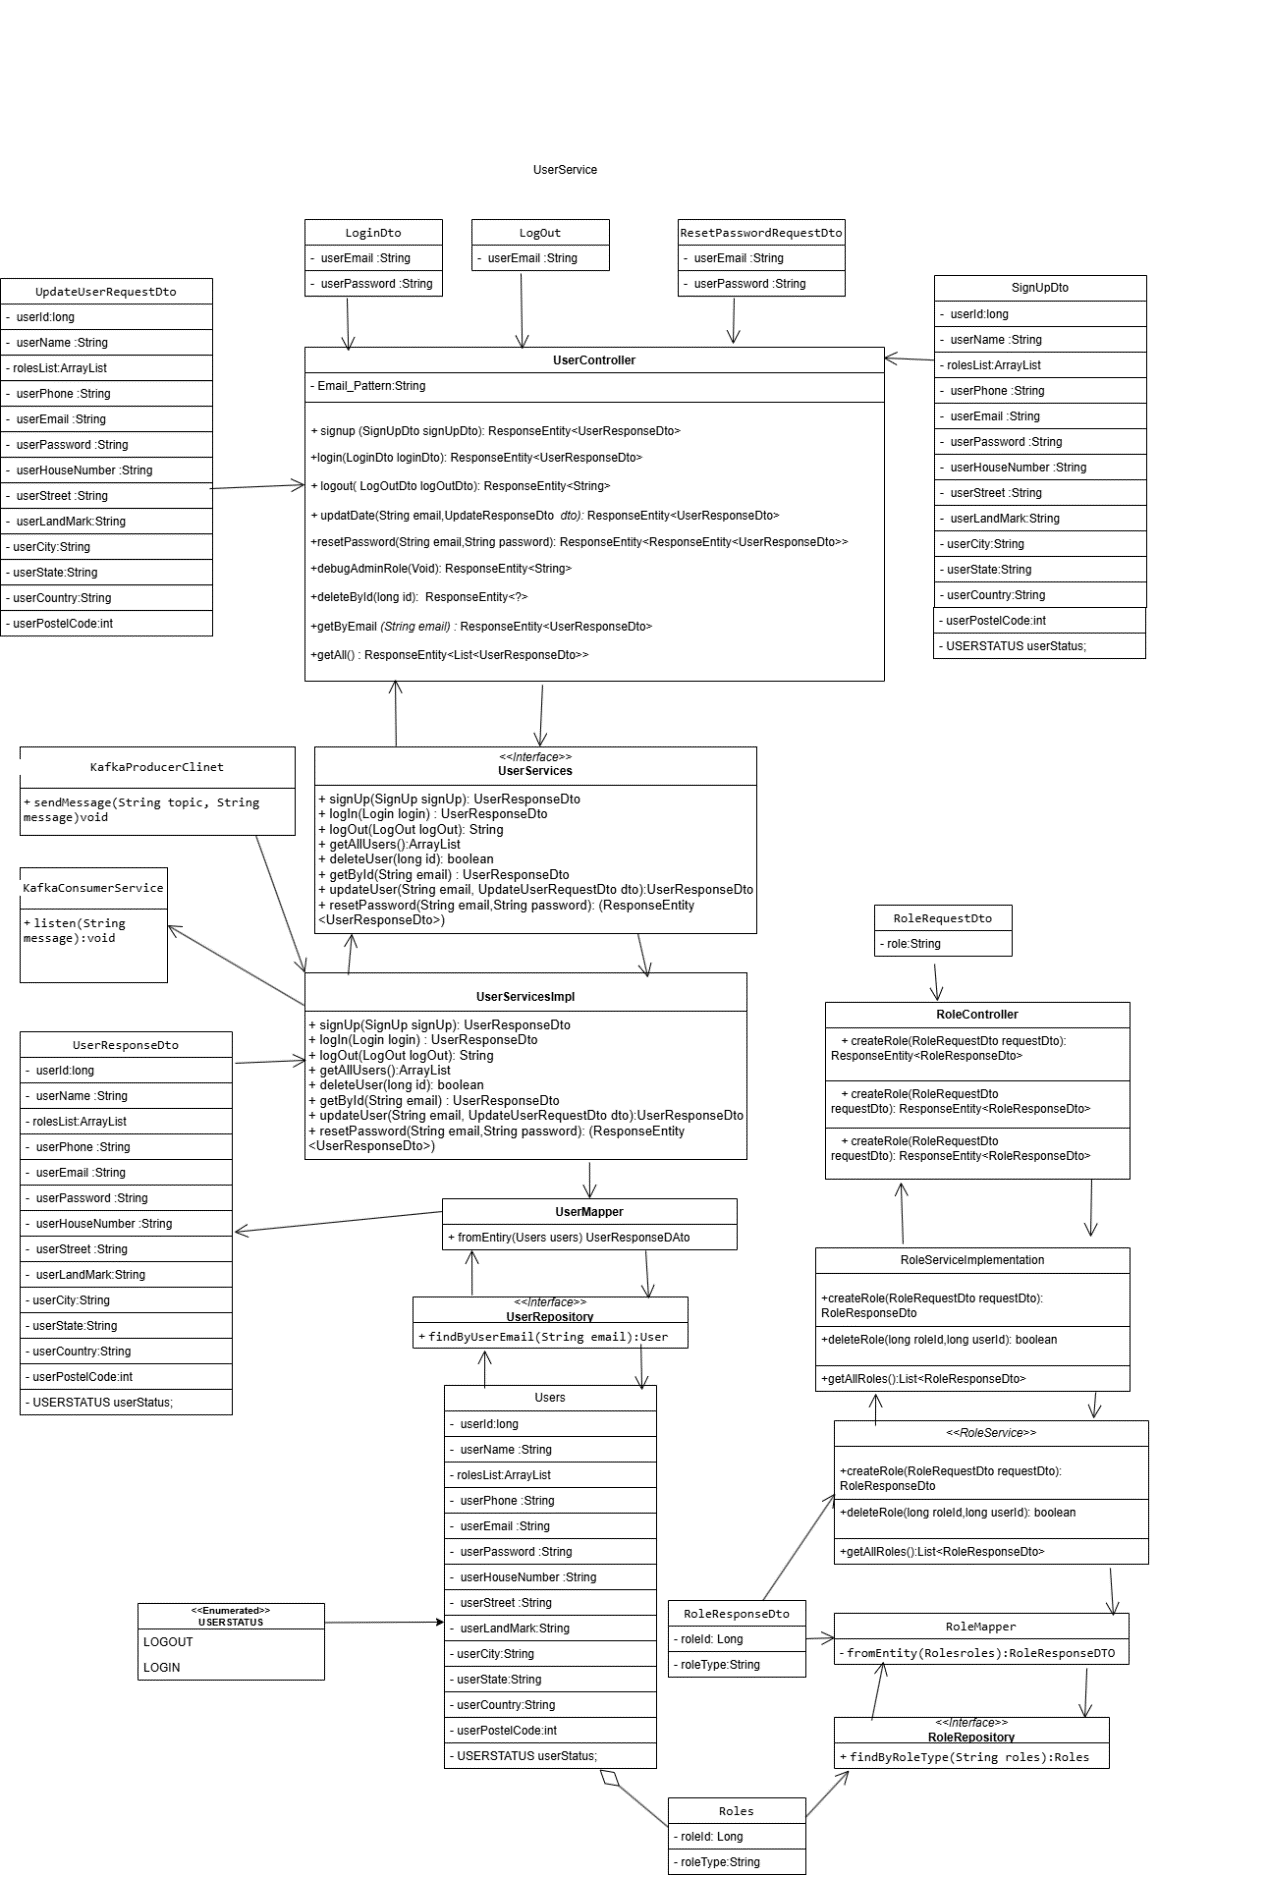 UserService
LoginDto
- userEmail :String
- userPassword :String
LogOut
- userEmail :String
ResetPasswordRequestDto
- userEmail :String
- userPassword :String
UpdateUserRequestDto
- userId:long
- userName :String
- rolesList:ArrayList
- userPhone :String
- userEmail :String
- userPassword :String
- userHouseNumber :String
- userStreet :String
- userLandMark:String
- userCity:String
- userState:String
- userCountry:String
- userPostelCode:int
SignUpDto
- userId:long
- userName :String
- rolesList:ArrayList
- userPhone :String
- userEmail :String
- userPassword :String
- userHouseNumber :String
- userStreet :String
- userLandMark:String
- userCity:String
- userState:String
- userCountry:String
- userPostelCode:int
- USERSTATUS userStatus;
UserController
- Email_Pattern:String
+ signup (SignUpDto signUpDto): ResponseEntity<UserResponseDto>
+login(LoginDto loginDto): ResponseEntity<UserResponseDto>
+ logout( LogOutDto logOutDto): ResponseEntity<String>
+ updatDate(String email,UpdateResponseDto dto): ResponseEntity<UserResponseDto>
+resetPassword(String email,String password): ResponseEntity<ResponseEntity<UserResponseDto>>
+debugAdminRole(Void): ResponseEntity<String>
+deleteById(long id): ResponseEntity<?>
+getByEmail (String email) : ResponseEntity<UserResponseDto>
+getAll() : ResponseEntity<List<UserResponseDto>>
KafkaProducerClinet
+ sendMessage(String topic, String
message)void
<<Interface>>
UserServices
+ signUp(SignUp signUp): UserResponseDto
+ logIn(Login login) : UserResponseDto
+ logOut(LogOut logOut): String
+ getAllUsers():ArrayList
+ deleteUser(long id): boolean
+ getById(String email) : UserResponseDto
+ updateUser(String email, UpdateUserRequestDto dto):UserResponseDto
+ resetPassword(String email,String password): (ResponseEntity
<UserResponseDto>)
KafkaConsumerService
+ listen(String
message):void
UserServicesImpl
+ signUp(SignUp signUp): UserResponseDto
+ logIn(Login login) : UserResponseDto
+ logOut(LogOut logOut): String
+ getAllUsers():ArrayList
+ deleteUser(long id): boolean
+ getById(String email) : UserResponseDto
+ updateUser(String email, UpdateUserRequestDto dto):UserResponseDto
+ resetPassword(String email,String password): (ResponseEntity
<UserResponseDto>)
UserResponseDto
- userId:long
- userName :String
- rolesList:ArrayList
- userPhone :String
- userEmail :String
- userPassword :String
- userHouseNumber :String
- userStreet :String
- userLandMark:String
- userCity:String
- userState:String
- userCountry:String
- userPostelCode:int
- USERSTATUS userStatus;
UserMapper
+ fromEntiry(Users users) UserResponseDAto
<<Interface>>
UserRepository
+ findByUserEmail(String email):User
Users
- userId:long
- userName :String
- rolesList:ArrayList
- userPhone :String
- userEmail :String
- userPassword :String
- userHouseNumber :String
- userStreet :String
- userLandMark:String
- userCity:String
- userState:String
- userCountry:String
- userPostelCode:int
- USERSTATUS userStatus;
<<Enumerated>>
USERSTATUS
LOGOUT
LOGIN
RoleRequestDto
- role:String
RoleController
+ createRole(RoleRequestDto requestDto):
ResponseEntity<RoleResponseDto>
+ createRole(RoleRequestDto
requestDto): ResponseEntity<RoleResponseDto>
+ createRole(RoleRequestDto
requestDto): ResponseEntity<RoleResponseDto>
RoleServiceImplementation
+createRole(RoleRequestDto requestDto):
RoleResponseDto
+deleteRole(long roleId,long userId): boolean
+getAllRoles():List<RoleResponseDto>
<<RoleService>>
+createRole(RoleRequestDto requestDto):
RoleResponseDto
+deleteRole(long roleId,long userId): boolean
+getAllRoles():List<RoleResponseDto>
RoleResponseDto
- roleId: Long
- roleType:String
RoleMapper
- fromEntity(Rolesroles):RoleResponseDTO
<<Interface>>
RoleRepository
+ findByRoleType(String roles):Roles
Roles
- roleId: Long
- roleType:String